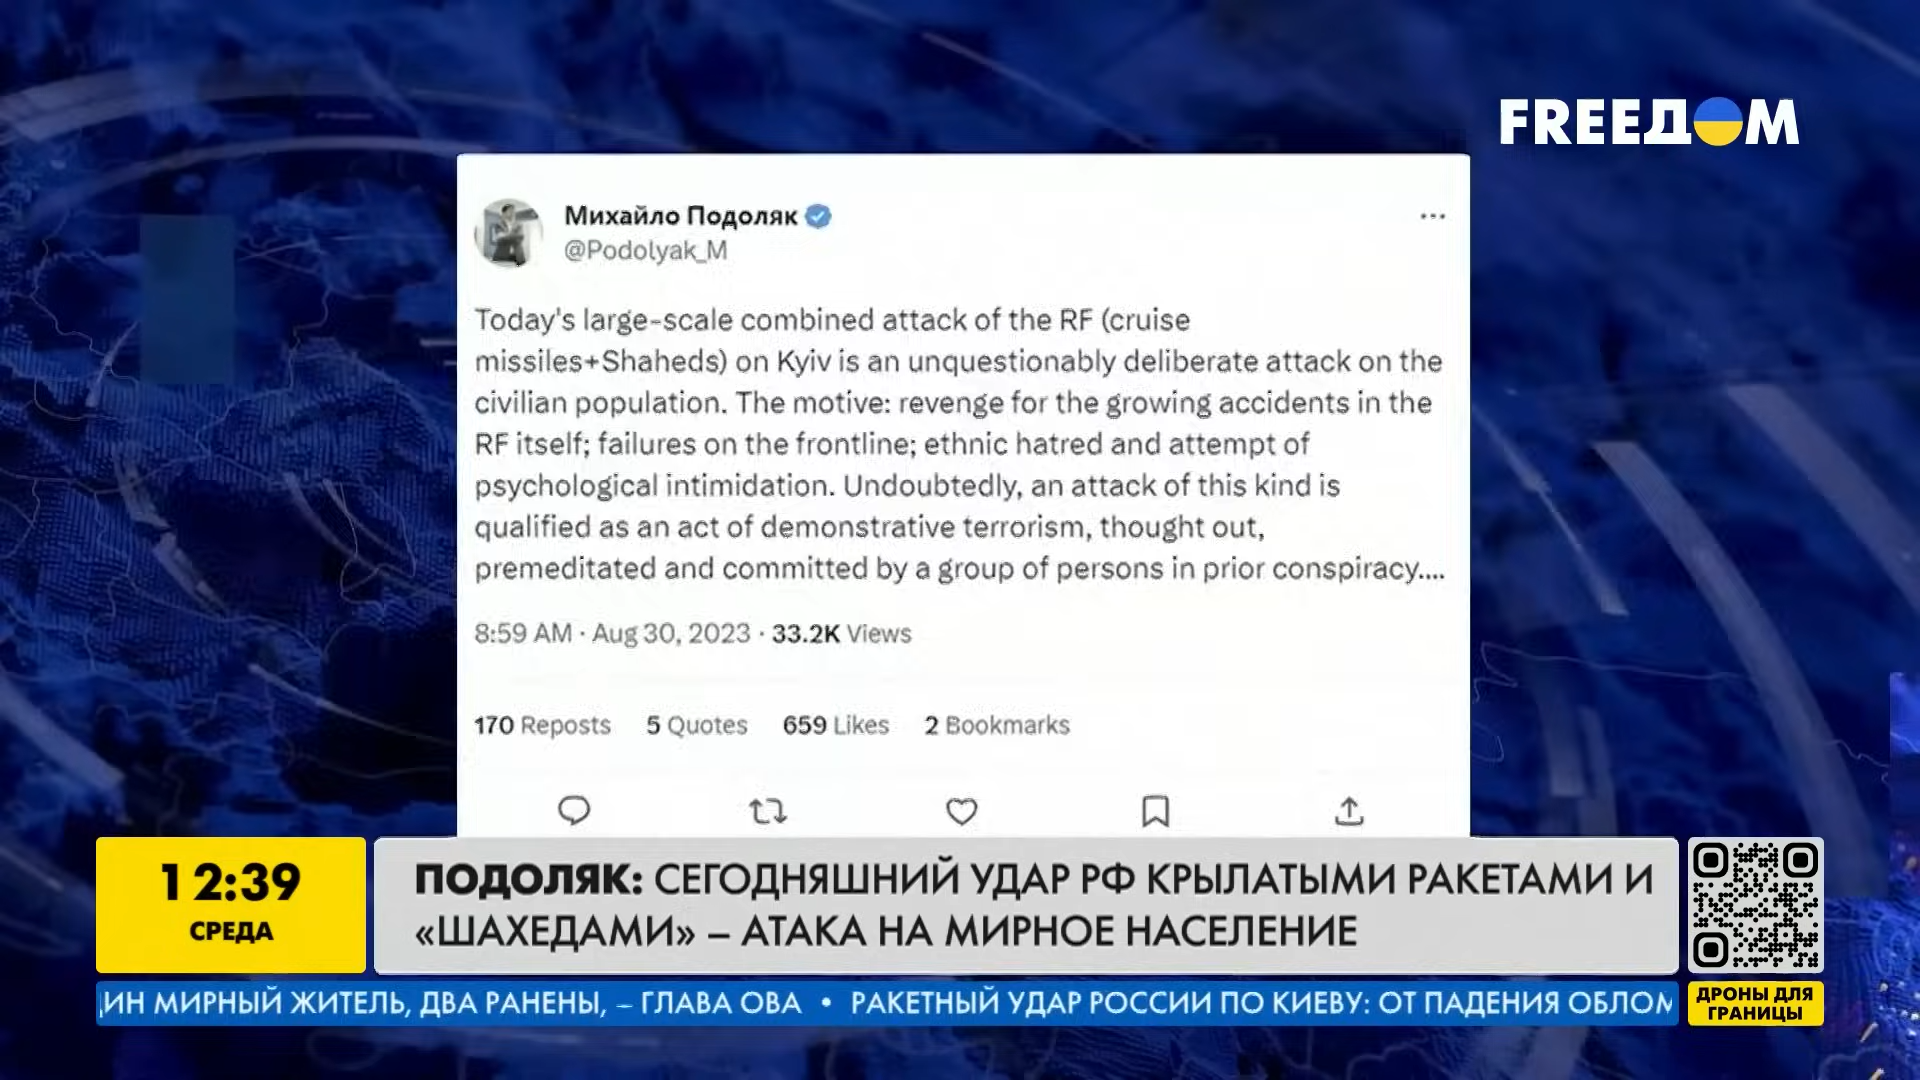 FREEДOM
Михайло Подоляк
@Podolyak_M
Today's large-scale combined attack of the RF (cruise
missiles+Shaheds) on Kyiv is an unquestionably deliberate attack on the
civilian population. The motive: revenge for the growing accidents in the
RF itself; failures on the frontline; ethnic hatred and attempt of
psychological intimidation. Undoubtedly, an attack of this kind is
qualified as an act of demonstrative terrorism, thought out,
premeditated and committed by a group of persons in prior conspiracy....
8:59 AM · Aug 30, 2023 · 33.2K Views
170 Reposts 5 Quotes 659 Likes 2 Bookmarks
12:39
СРЕДА
ПОДОЛЯК: СЕГОДНЯШНИЙ УДАР РФ КРЫЛАТЫМИ РАКЕТАМИ И
«ШАХЕДАМИ» – АТАКА НА МИРНОЕ НАСЕЛЕНИЕ
ИН МИРНЫЙ ЖИТЕЛЬ, ДВА РАНЕНЫ, – ГЛАВА ОВА • РАКЕТНЫЙ УДАР РОССИИ ПО КИЕВУ: ОТ ПАДЕНИЯ ОБЛОМ
ДРОНЫ ДЛЯ
ГРАНИЦЫ